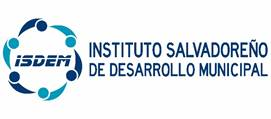 ISDEM
INSTITUTO SALVADOREÑO
DE DESARROLLO MUNICIPAL